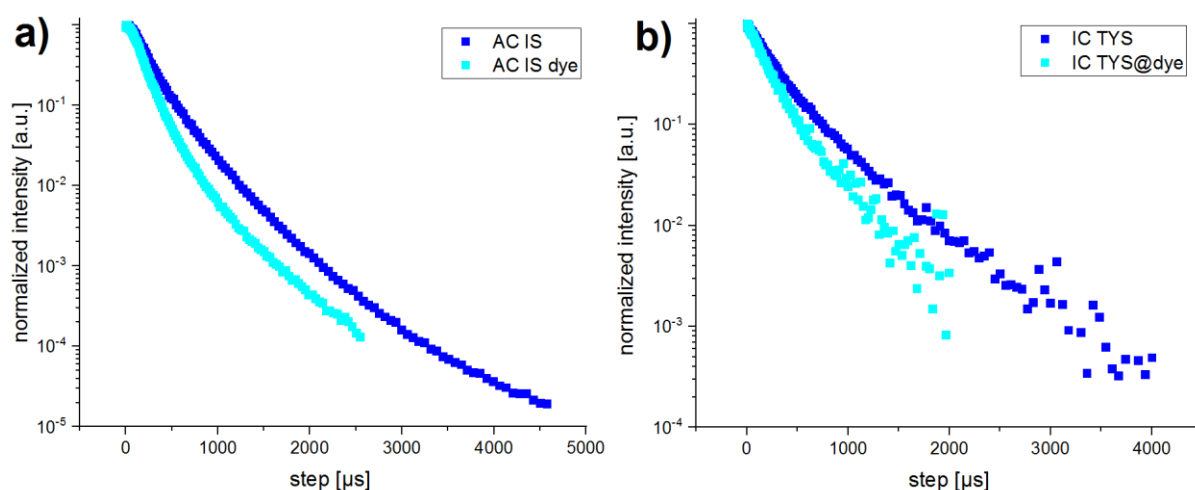 a)
AC IS
AC IS dye
normalized intensity [a.u.]
10⁻¹
10⁻²
10⁻³
10⁻⁴
10⁻⁵
0 1000 2000 3000 4000 5000
step [µs]
b)
IC TYS
IC TYS@dye
normalized intensity [a.u.]
10⁻¹
10⁻²
10⁻³
10⁻⁴
0 1000 2000 3000 4000
step [µs]